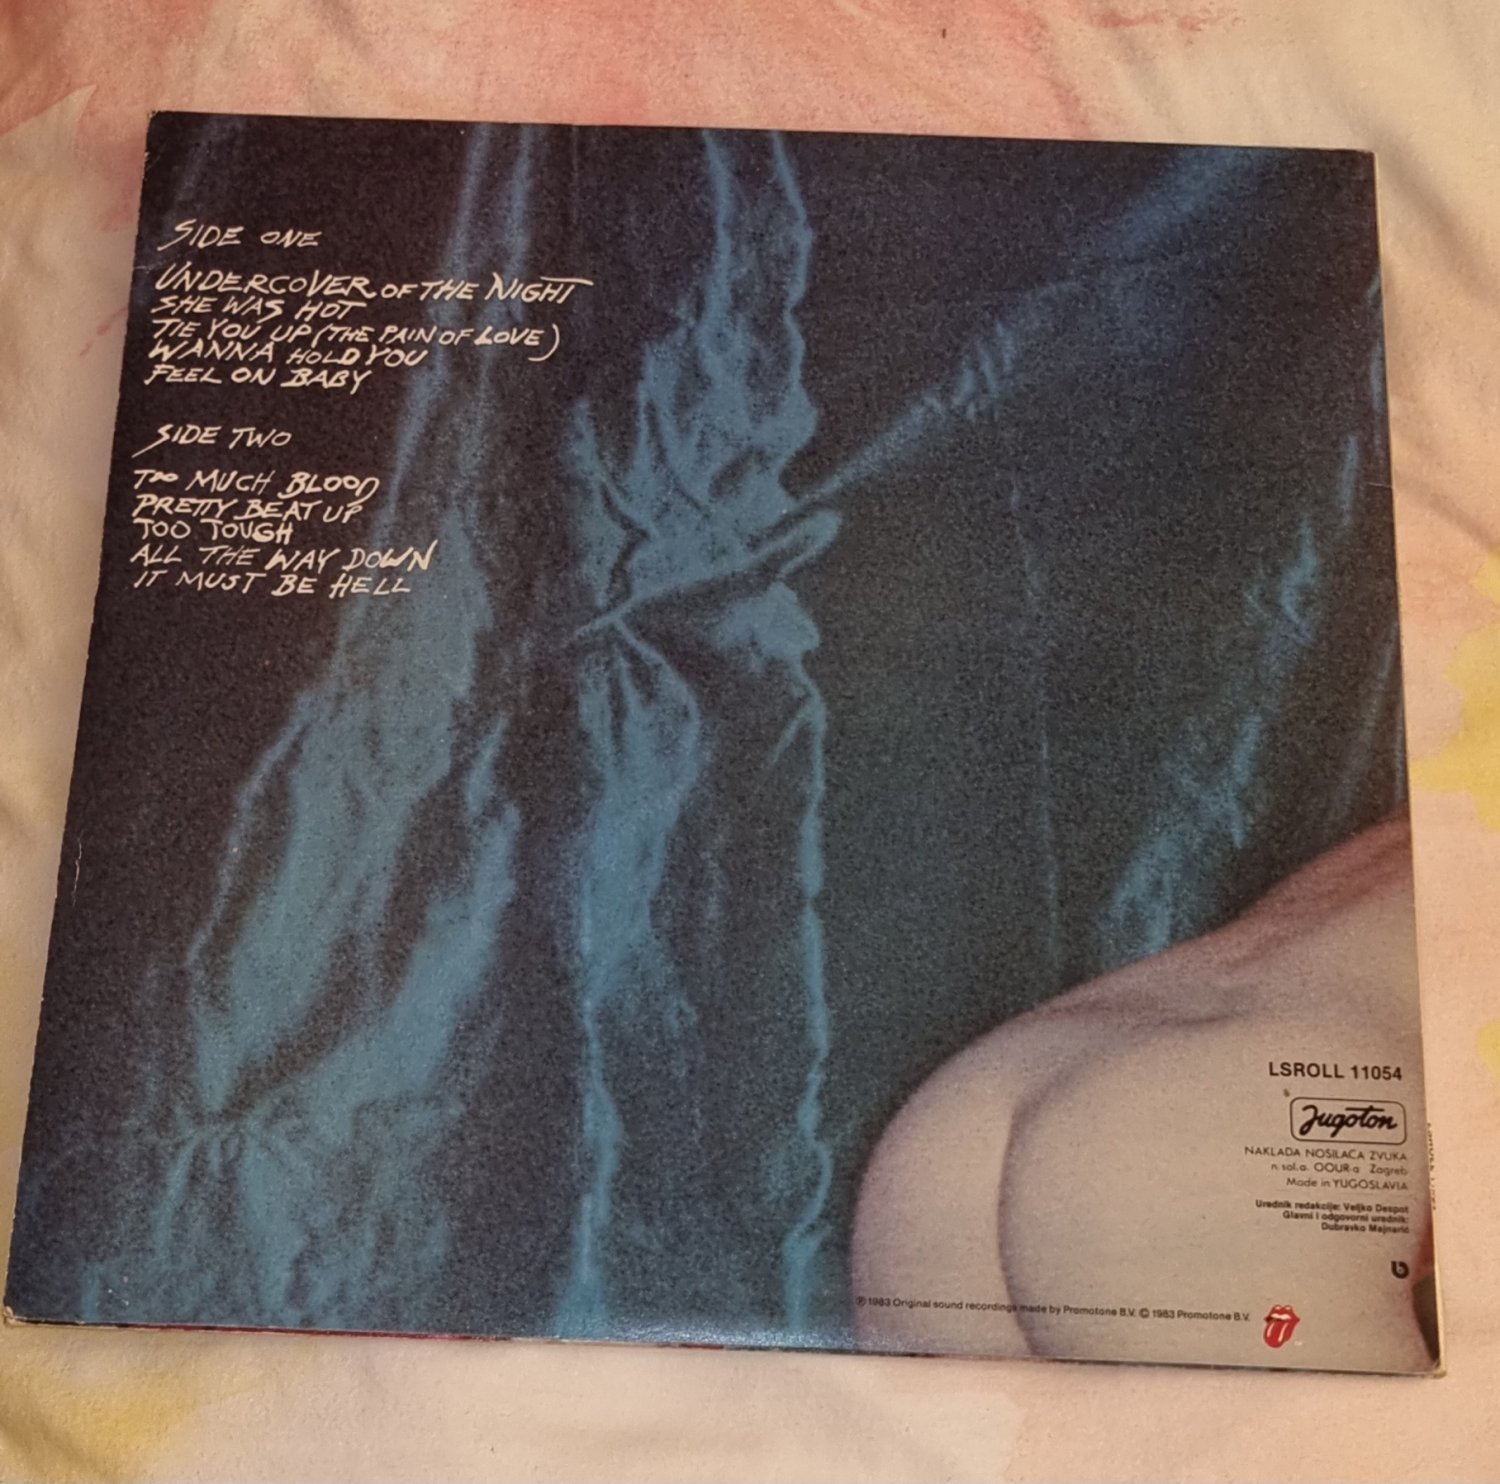 SIDE ONE
UNDERCOVER OF THE NIGHT
SHE WAS HOT
TIE YOU UP (THE PAIN OF LOVE)
WANNA HOLD YOU
FEEL ON BABY
SIDE TWO
TOO MUCH BLOOD
PRETTY BEAT UP
TOO TOUGH
ALL THE WAY DOWN
IT MUST BE HELL
LSROLL 11054
Jugoton
NAKLADA NOSILACA ZVUKA
n. sol. o. OOUR-a Zagreb
Made in YUGOSLAVIA
Urednik redakcije: Veljko Despot
Glavni i odgovorni urednik:
Dubravko Majnarić
℗ 1983 Original sound recordings made by Promotone B.V. © 1983 Promotone B.V.